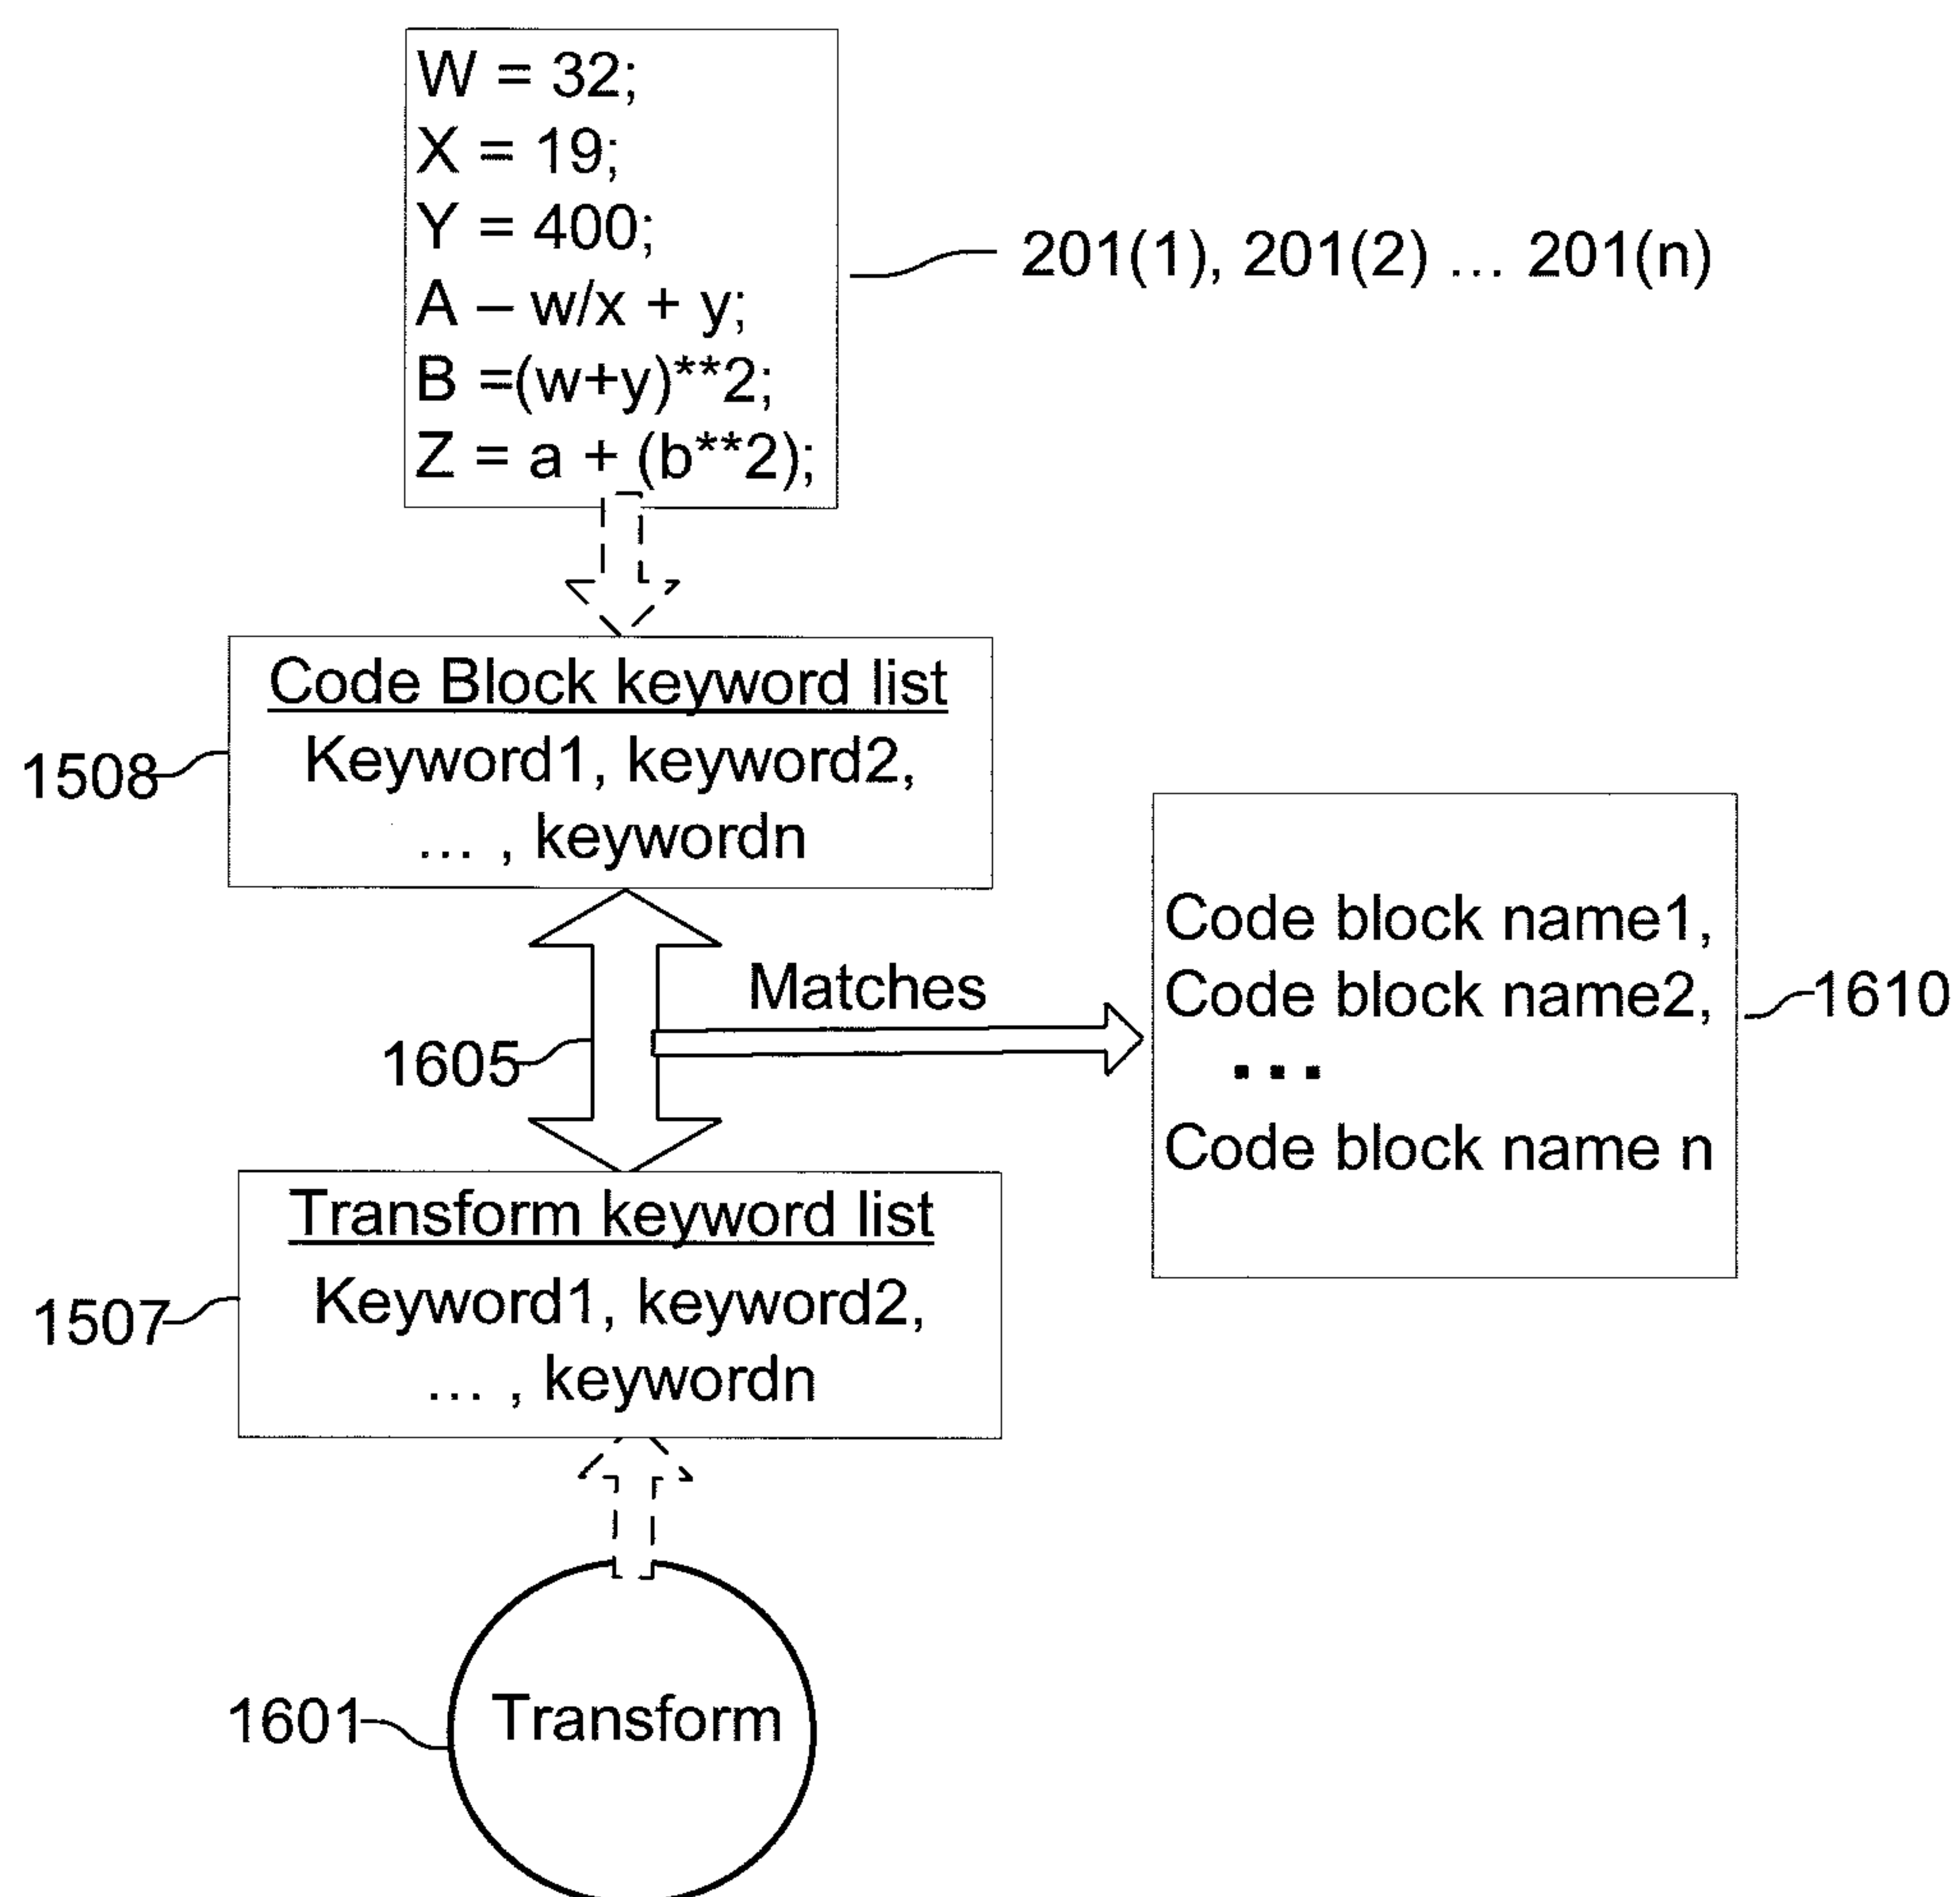 W = 32;
X = 19;
Y = 400;
A – w/x + y;
B =(w+y)**2;
Z = a + (b**2);
201(1), 201(2) ... 201(n)
Code Block keyword list
Keyword1, keyword2,
... , keywordn
1508
Matches
1605
Code block name1,
Code block name2,
...
Code block name n
1610
Transform keyword list
Keyword1, keyword2,
... , keywordn
1507
Transform
1601